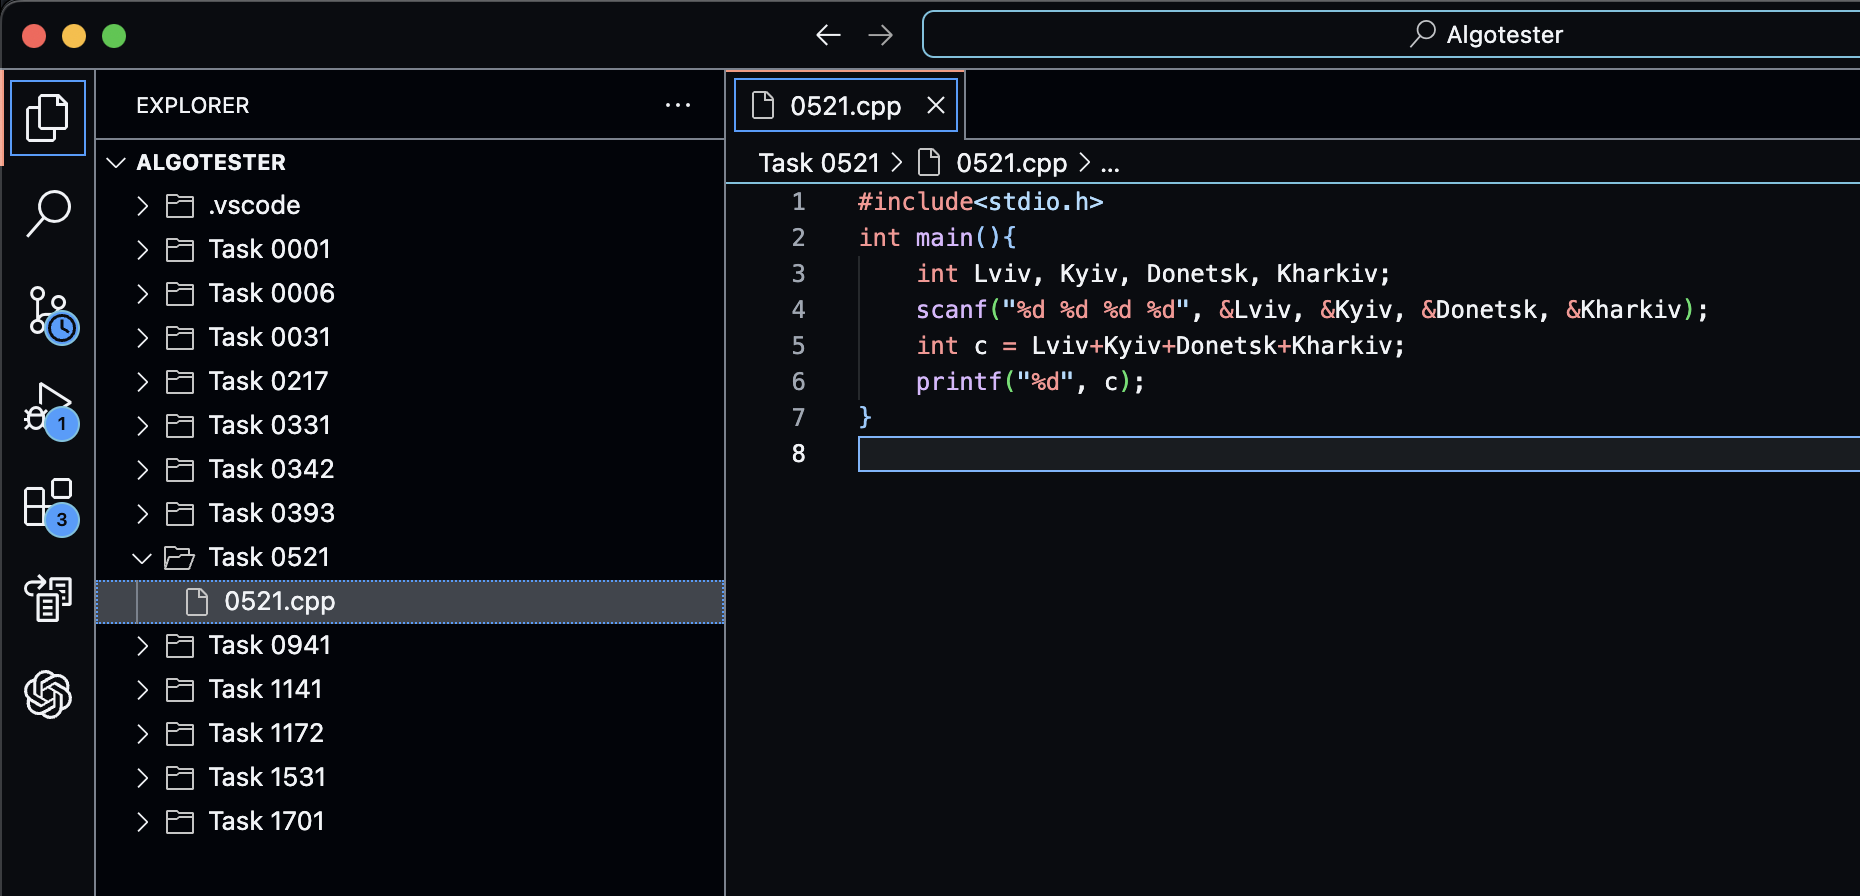 Algotester
EXPLORER
...
ALGOTESTER
.vscode
Task 0001
Task 0006
Task 0031
Task 0217
Task 0331
Task 0342
Task 0393
Task 0521
0521.cpp
Task 0941
Task 1141
Task 1172
Task 1531
Task 1701
1
3
0521.cpp
Task 0521 > 0521.cpp > ...
1 #include<stdio.h>
2 int main(){
3 int Lviv, Kyiv, Donetsk, Kharkiv;
4 scanf("%d %d %d %d", &Lviv, &Kyiv, &Donetsk, &Kharkiv);
5 int c = Lviv+Kyiv+Donetsk+Kharkiv;
6 printf("%d", c);
7 }
8